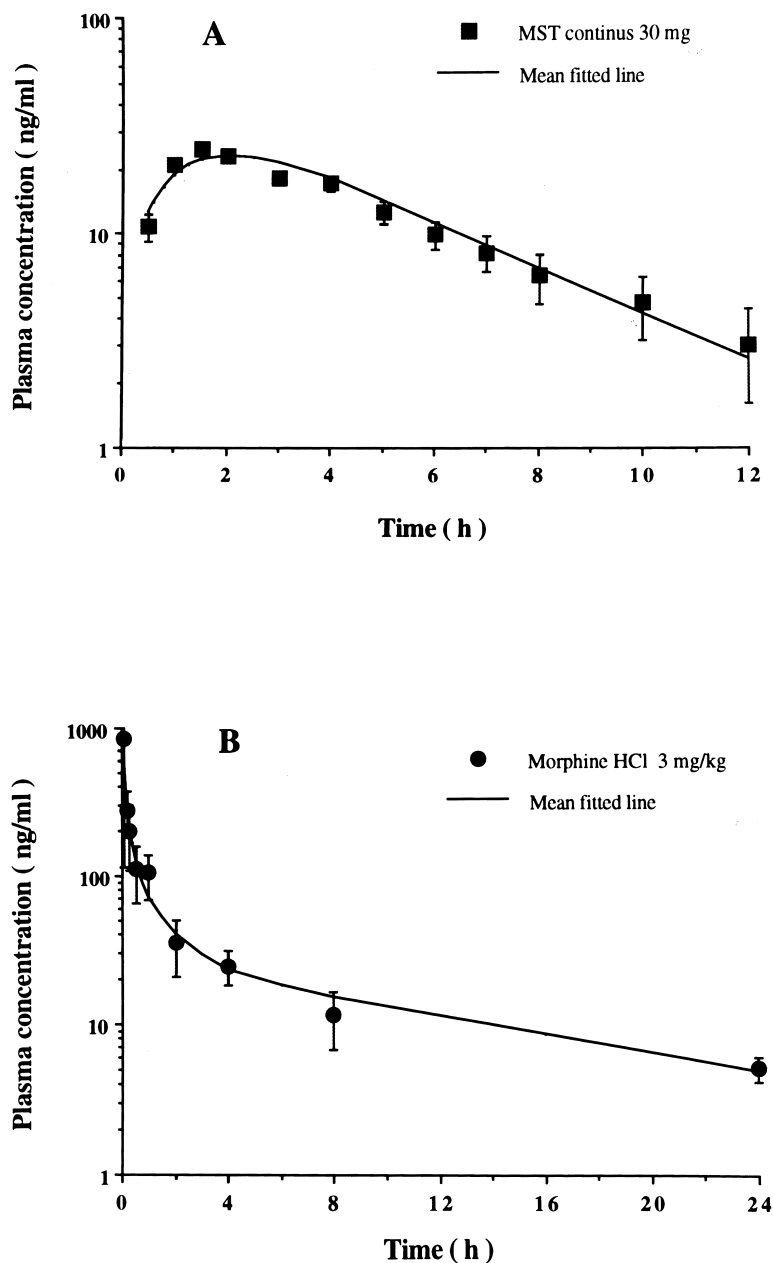 100
A
MST continus 30 mg
Mean fitted line
Plasma concentration ( ng/ml )
10
1
0 2 4 6 8 10 12
Time ( h )
1000
B
Morphine HCl 3 mg/kg
Mean fitted line
Plasma concentration ( ng/ml )
100
10
1
0 4 8 12 16 20 24
Time ( h )